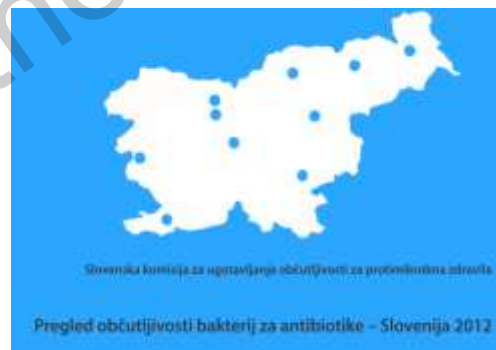 Slovenska komisija za ugotavljanje občutljivosti za protimikrobna zdravila
Pregled občutljivosti bakterij za antibiotike – Slovenija 2012